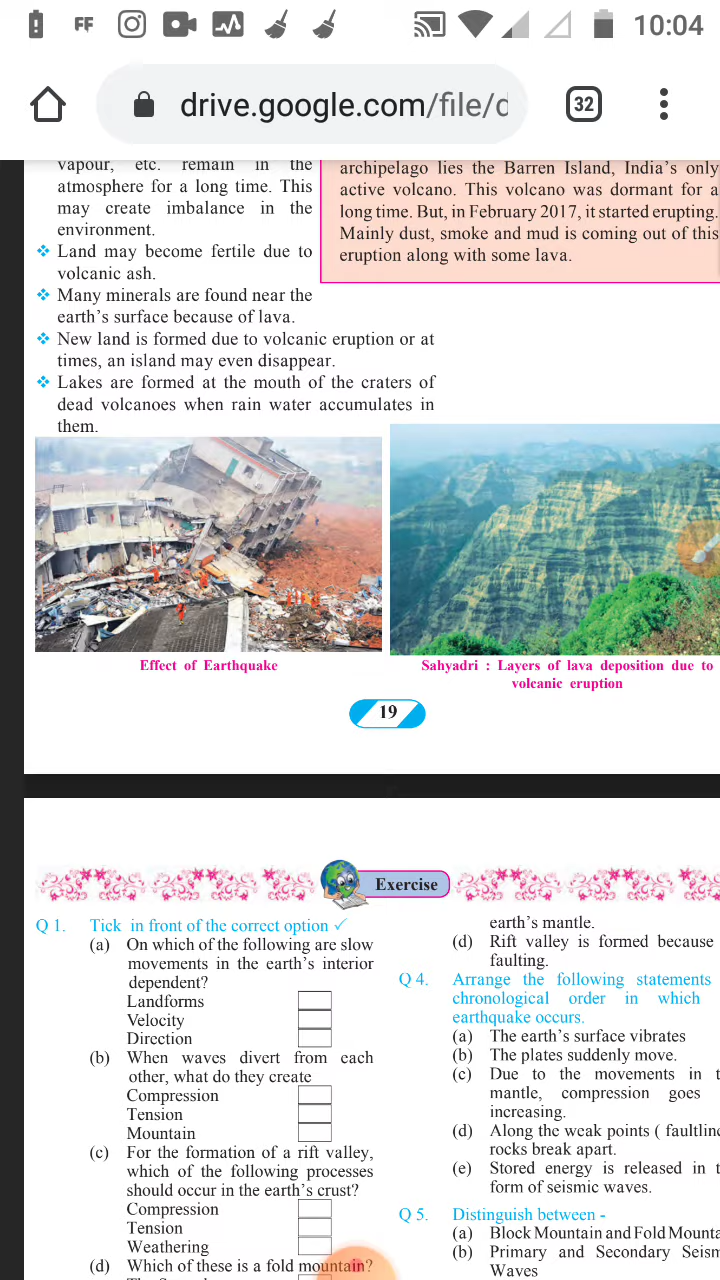 FF
10:04
drive.google.com/file/d
32
vapour, etc. remain in the
atmosphere for a long time. This
may create imbalance in the
environment.
❖ Land may become fertile due to
volcanic ash.
❖ Many minerals are found near the
earth's surface because of lava.
❖ New land is formed due to volcanic eruption or at
times, an island may even disappear.
❖ Lakes are formed at the mouth of the craters of
dead volcanoes when rain water accumulates in
them.
archipelago lies the Barren Island, India's only
active volcano. This volcano was dormant for a
long time. But, in February 2017, it started erupting.
Mainly dust, smoke and mud is coming out of this
eruption along with some lava.
Effect of Earthquake
Sahyadri : Layers of lava deposition due to
volcanic eruption
19
Exercise
Q 1. Tick in front of the correct option ✓
(a) On which of the following are slow
movements in the earth's interior
dependent?
Landforms
Velocity
Direction
(b) When waves divert from each
other, what do they create
Compression
Tension
Mountain
(c) For the formation of a rift valley,
which of the following processes
should occur in the earth's crust?
Compression
Tension
Weathering
(d) Which of these is a fold mountain?
earth's mantle.
(d) Rift valley is formed because
faulting.
Q 4. Arrange the following statements
chronological order in which
earthquake occurs.
(a) The earth's surface vibrates
(b) The plates suddenly move.
(c) Due to the movements in t
mantle, compression goes
increasing.
(d) Along the weak points ( faultline
rocks break apart.
(e) Stored energy is released in t
form of seismic waves.
Q 5. Distinguish between -
(a) Block Mountain and Fold Mounta
(b) Primary and Secondary Seism
Waves